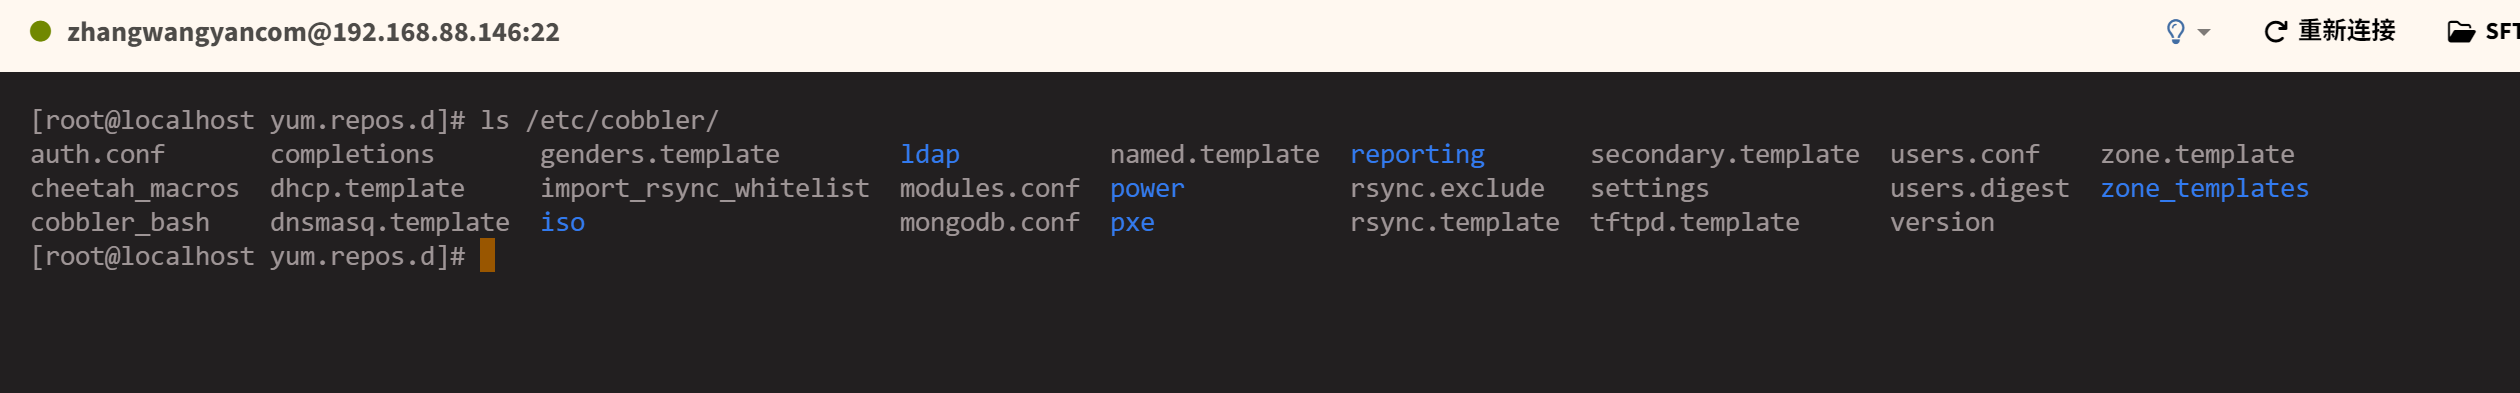 zhangwangyancom@192.168.88.146:22 重新连接 SFT
[root@localhost yum.repos.d]# ls /etc/cobbler/
auth.conf completions genders.template ldap named.template reporting secondary.template users.conf zone.template
cheetah_macros dhcp.template import_rsync_whitelist modules.conf power rsync.exclude settings users.digest zone_templates
cobbler_bash dnsmasq.template iso mongodb.conf pxe rsync.template tftpd.template version
[root@localhost yum.repos.d]#